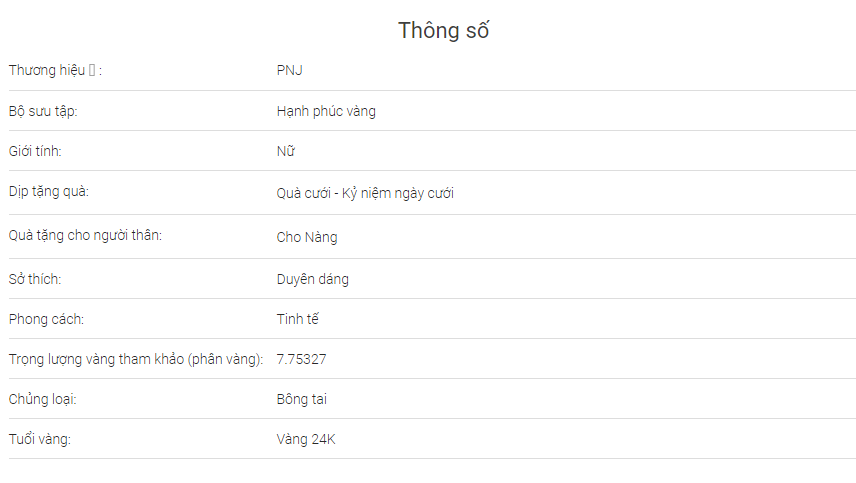 Thông số
Thương hiệu : PNJ
Bộ sưu tập: Hạnh phúc vàng
Giới tính: Nữ
Dịp tặng quà: Quà cưới - Kỷ niệm ngày cưới
Quà tặng cho người thân: Cho Nàng
Sở thích: Duyên dáng
Phong cách: Tinh tế
Trọng lượng vàng tham khảo (phân vàng): 7.75327
Chủng loại: Bông tai
Tuổi vàng: Vàng 24K